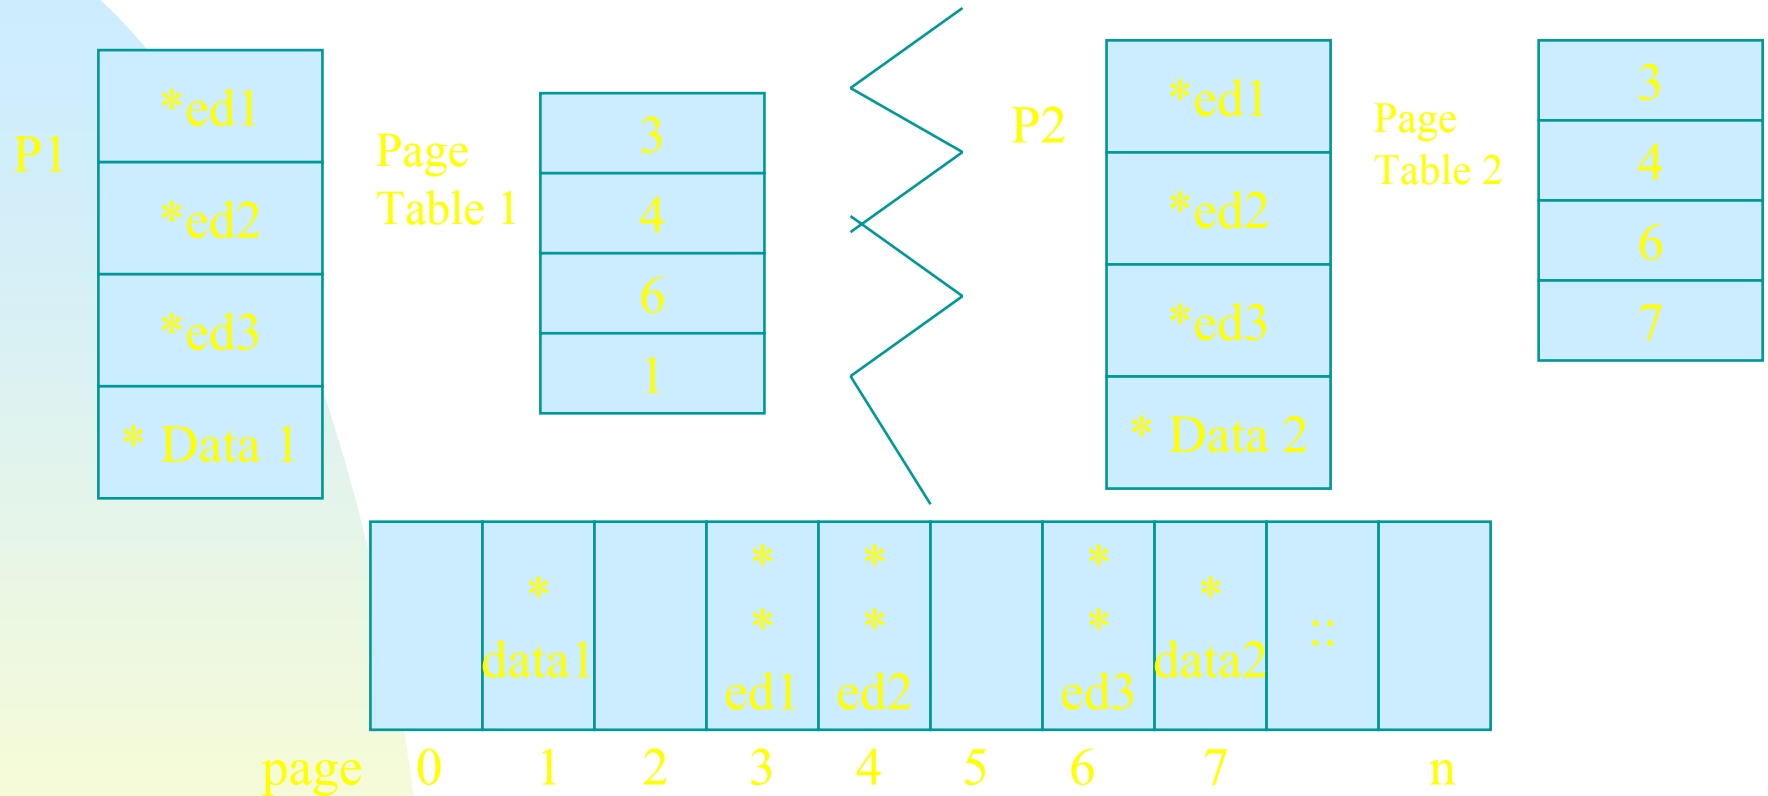 P1
*ed1
*ed2
*ed3
* Data 1
Page
Table 1
3
4
6
1
P2
*ed1
*ed2
*ed3
* Data 2
Page
Table 2
3
4
6
7
*
data1
*
*
ed1
*
*
ed2
*
*
ed3
*
data2
::
page 0 1 2 3 4 5 6 7 n